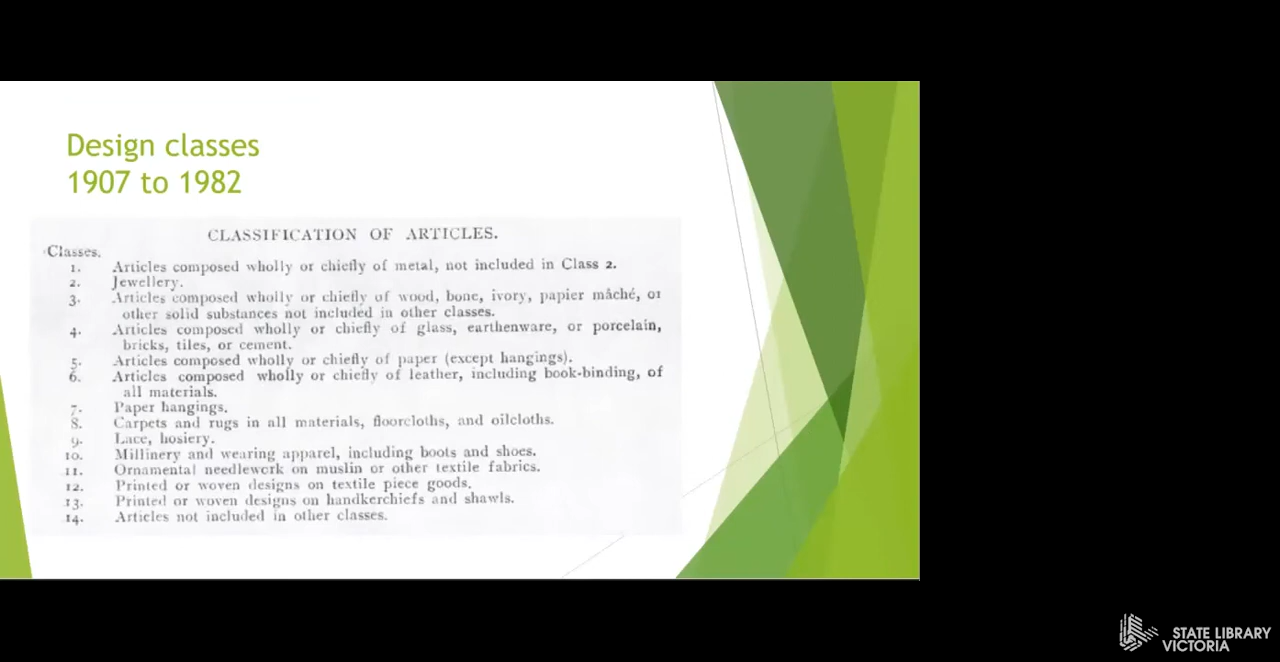 Design classes
1907 to 1982
CLASSIFICATION OF ARTICLES.
Classes.
1. Articles composed wholly or chiefly of metal, not included in Class 2.
2. Jewellery.
3. Articles composed wholly or chiefly of wood, bone, ivory, papier mâché, or
other solid substances not included in other classes.
4. Articles composed wholly or chiefly of glass, earthenware, or porcelain,
bricks, tiles, or cement.
5. Articles composed wholly or chiefly of paper (except hangings).
6. Articles composed wholly or chiefly of leather, including book-binding, of
all materials.
7. Paper hangings.
8. Carpets and rugs in all materials, floorcloths, and oilcloths.
9. Lace, hosiery.
10. Millinery and wearing apparel, including boots and shoes.
11. Ornamental needlework on muslin or other textile fabrics.
12. Printed or woven designs on textile piece goods.
13. Printed or woven designs on handkerchiefs and shawls.
14. Articles not included in other classes.
STATE LIBRARY
VICTORIA